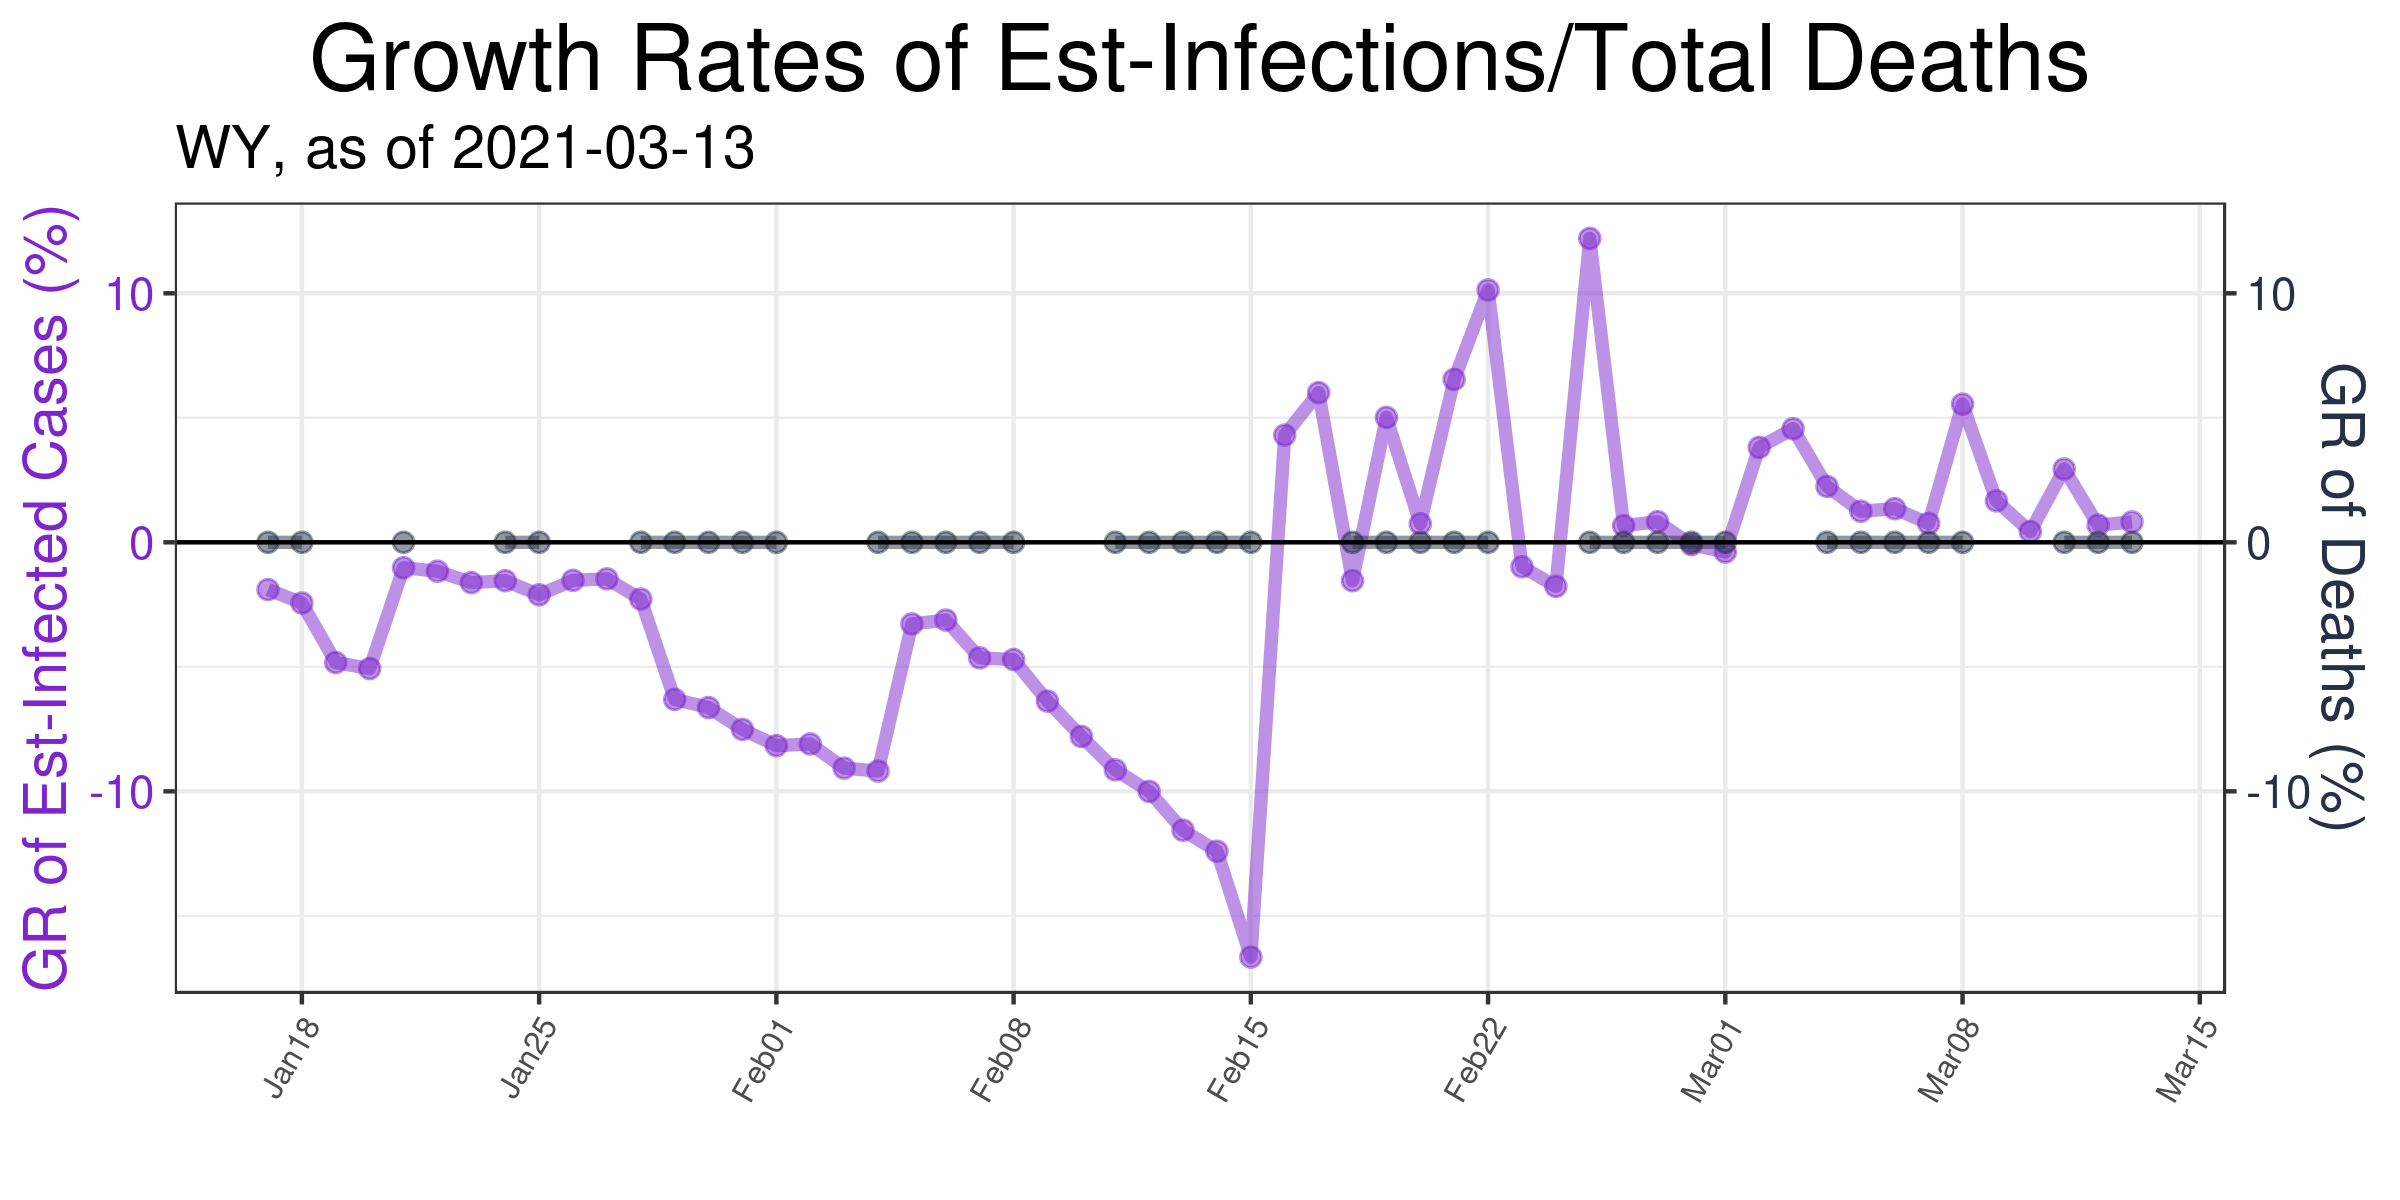 Growth Rates of Est-Infections/Total Deaths
WY, as of 2021-03-13
GR of Est-Infected Cases (%)
10
0
-10
10
0
-10
GR of Deaths (%)
Jan18
Jan25
Feb01
Feb08
Feb15
Feb22
Mar01
Mar08
Mar15